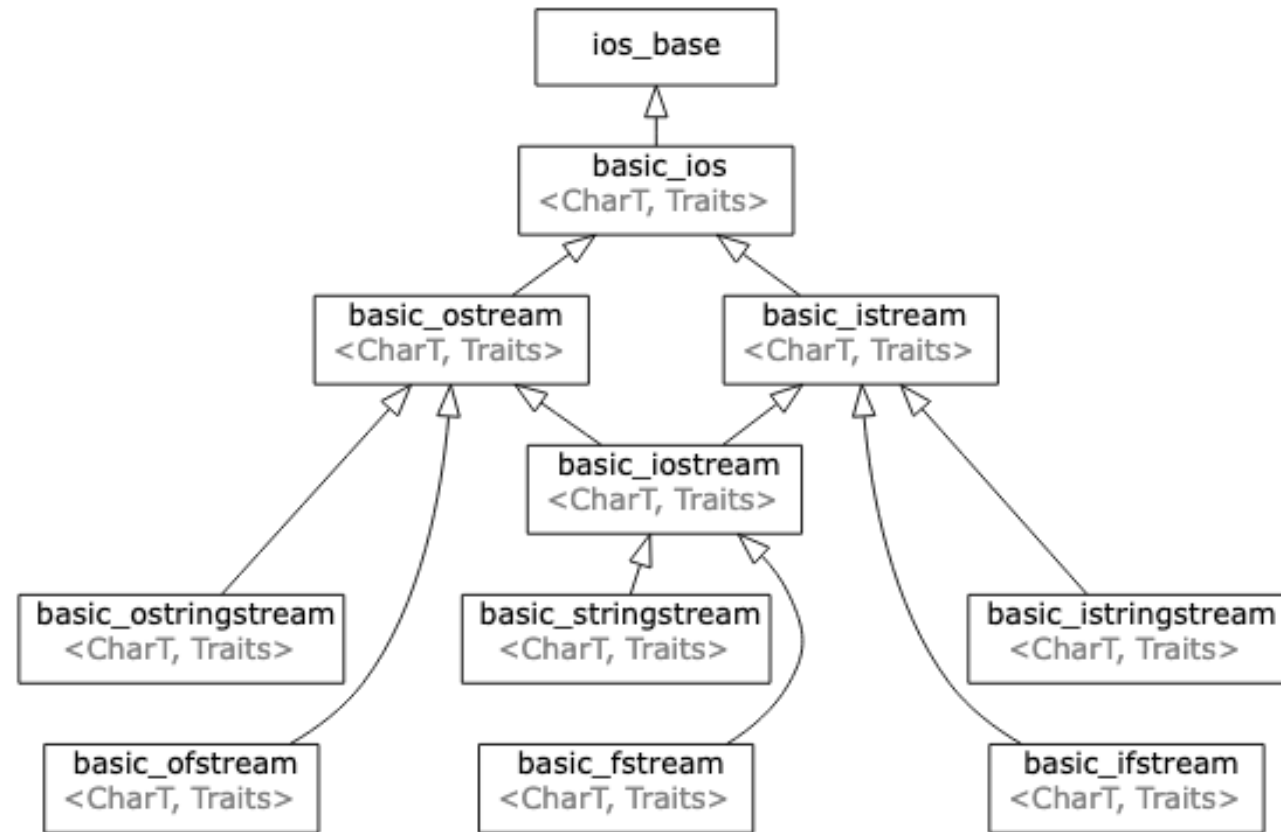 ios_base
basic_ios
<CharT, Traits>
basic_ostream
<CharT, Traits>
basic_istream
<CharT, Traits>
basic_iostream
<CharT, Traits>
basic_ostringstream
<CharT, Traits>
basic_stringstream
<CharT, Traits>
basic_istringstream
<CharT, Traits>
basic_ofstream
<CharT, Traits>
basic_fstream
<CharT, Traits>
basic_ifstream
<CharT, Traits>